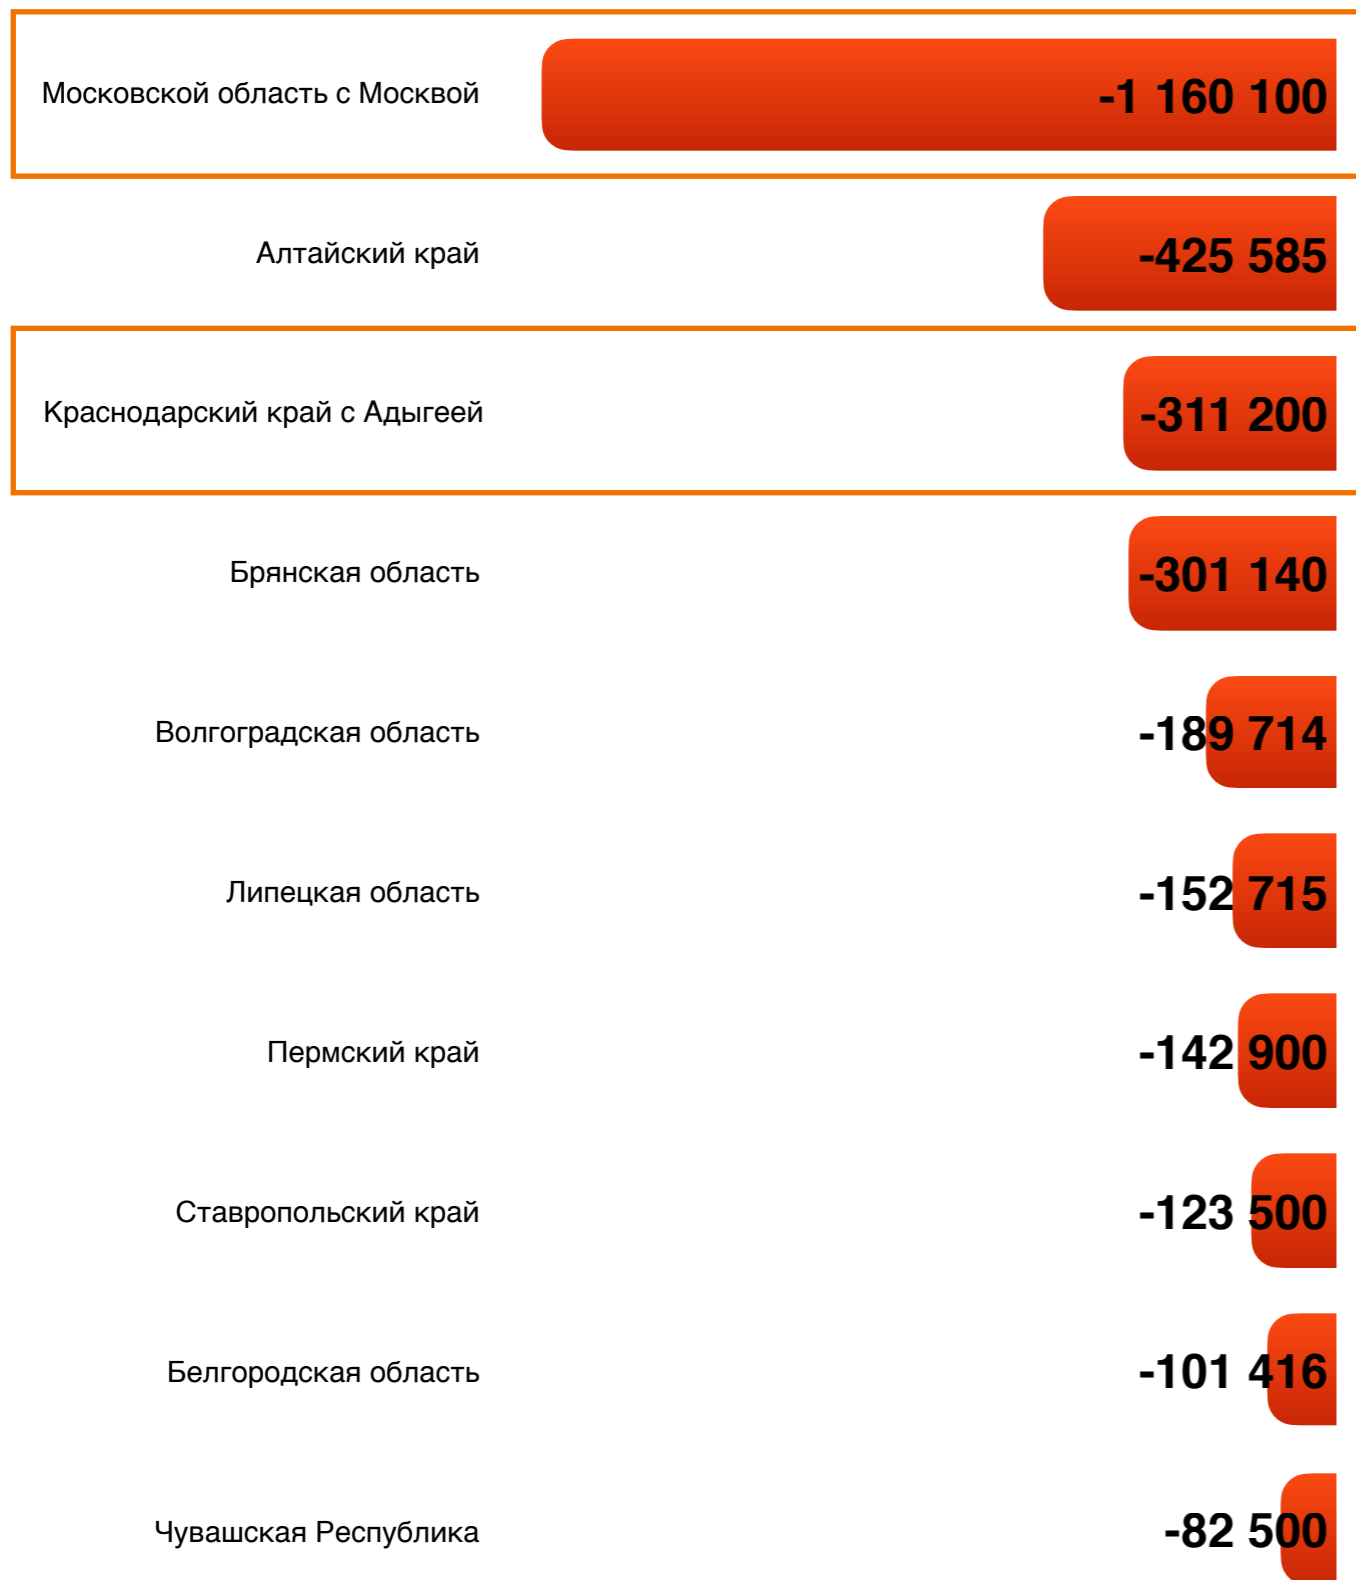 Московской область с Москвой -1 160 100
Алтайский край -425 585
Краснодарский край с Адыгеей -311 200
Брянская область -301 140
Волгоградская область -189 714
Липецкая область -152 715
Пермский край -142 900
Ставропольский край -123 500
Белгородская область -101 416
Чувашская Республика -82 500